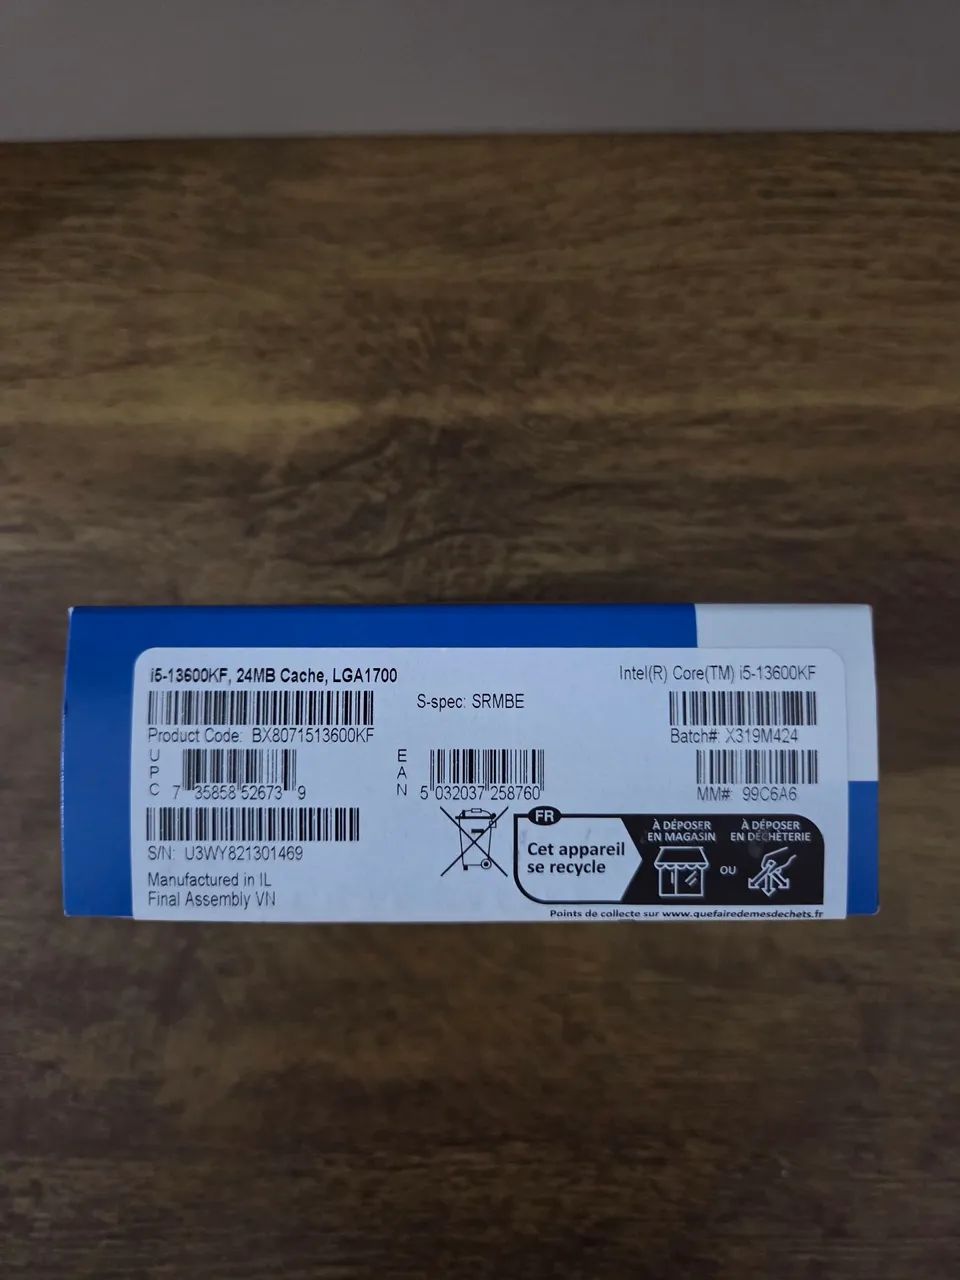 i5-13600KF, 24MB Cache, LGA1700
Intel(R) Core(TM) i5-13600KF
S-spec: SRMBE
Product Code: BX8071513600KF
Batch#: X319M424
UPC
7 35858 52673 9
EAN
5 032037 258760
MM#: 99C6A6
S/N: U3WY821301469
Manufactured in IL
Final Assembly VN
FR
Cet appareil
se recycle
À DÉPOSER
EN MAGASIN
OU
À DÉPOSER
EN DÉCHÈTERIE
Points de collecte sur www.quefairedemesdechets.fr